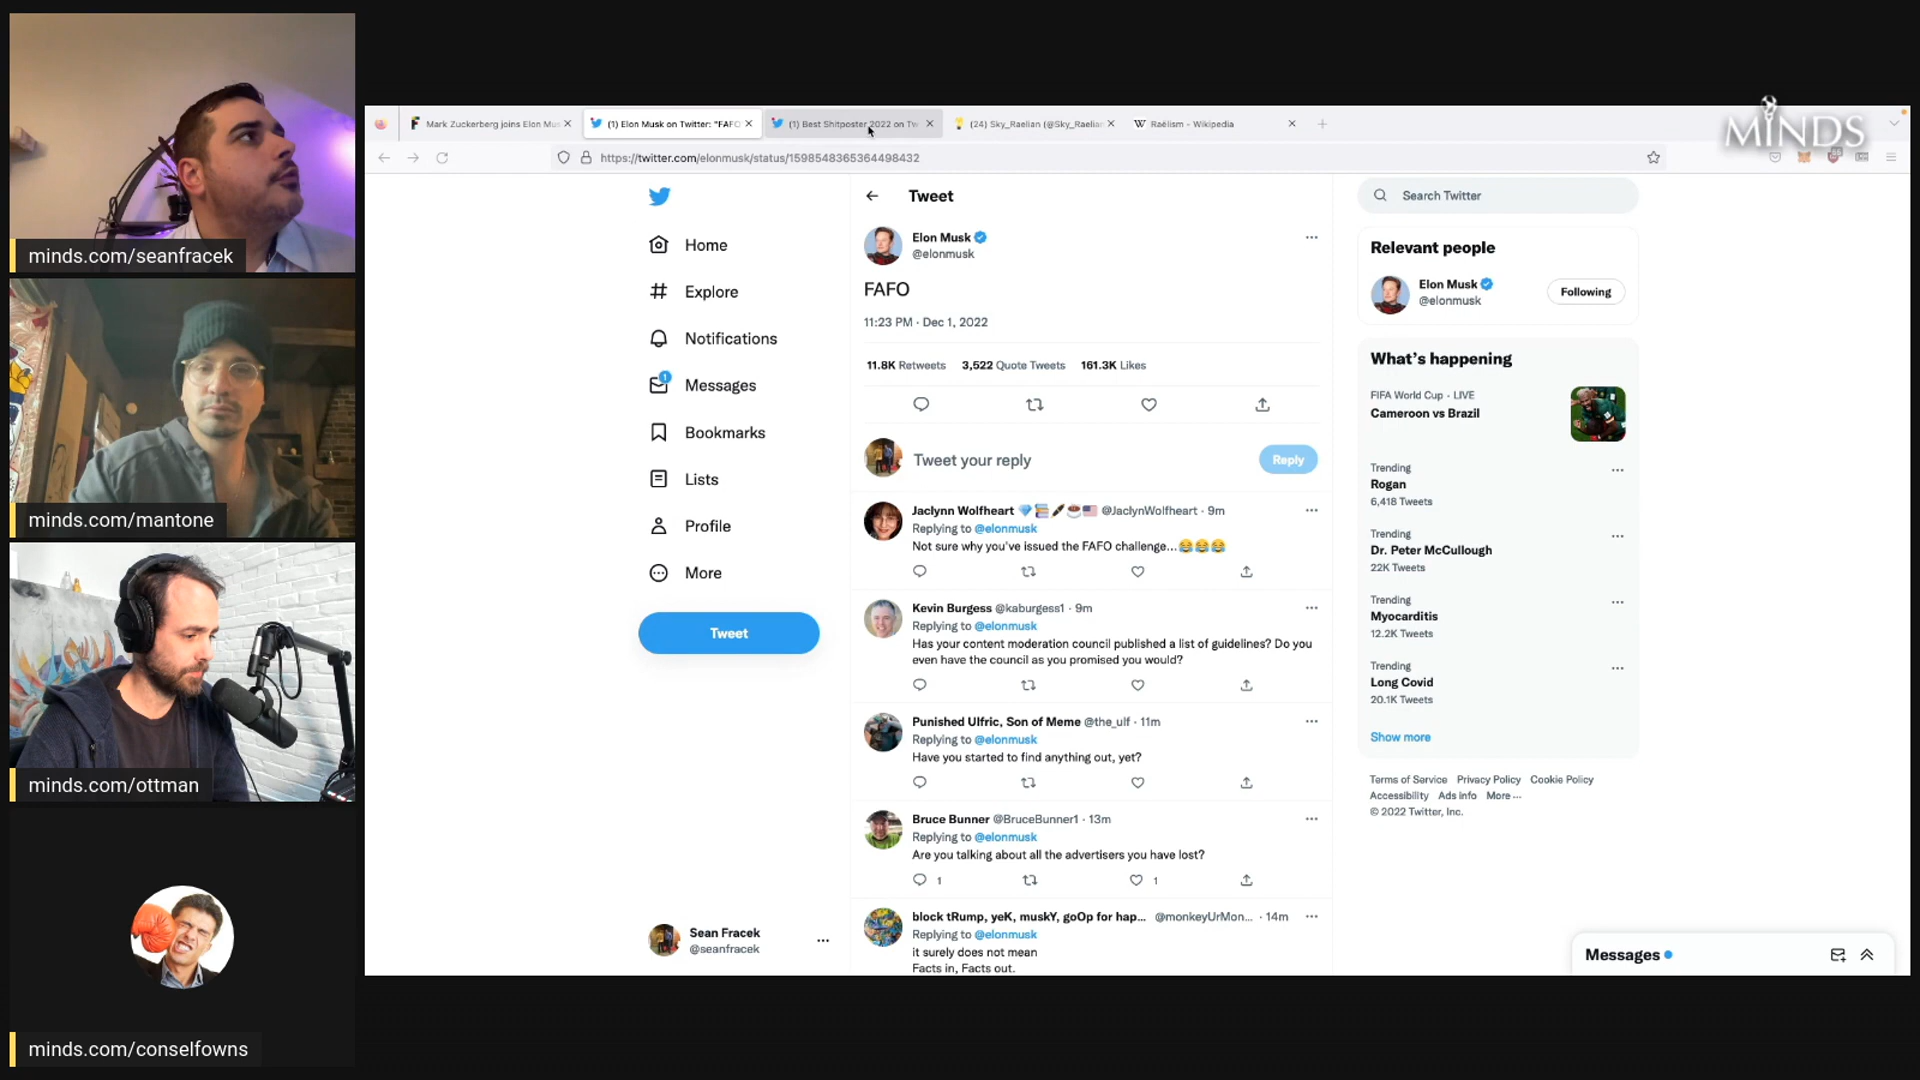 minds.com/seanfracek
minds.com/mantone
minds.com/ottman
minds.com/conselfowns
MINDS
Mark Zuckerberg joins Elon Mus
(1) Elon Musk on Twitter: "FAFO
(1) Best Shitposter 2022 on Tw
(24) Sky_Raelian (@Sky_Raelian
W Raëlism - Wikipedia
https://twitter.com/elonmusk/status/1598548365364498432
Home
Explore
Notifications
1
Messages
Bookmarks
Lists
Profile
More
Tweet
Sean Fracek
@seanfracek
Tweet
Elon Musk
@elonmusk
FAFO
11:23 PM · Dec 1, 2022
11.8K Retweets 3,522 Quote Tweets 161.3K Likes
Tweet your reply
Reply
Jaclynn Wolfheart 💎📚🖋☕🇺🇸 @JaclynWolfheart · 9m
Replying to @elonmusk
Not sure why you've issued the FAFO challenge...😂😂😂
Kevin Burgess @kaburgess1 · 9m
Replying to @elonmusk
Has your content moderation council published a list of guidelines? Do you
even have the council as you promised you would?
Punished Ulfric, Son of Meme @the_ulf · 11m
Replying to @elonmusk
Have you started to find anything out, yet?
Bruce Bunner @BruceBunner1 · 13m
Replying to @elonmusk
Are you talking about all the advertisers you have lost?
1 1
block tRump, yeK, muskY, goOp for hap... @monkeyUrMon... · 14m
Replying to @elonmusk
it surely does not mean
Facts in, Facts out.
Search Twitter
Relevant people
Elon Musk
@elonmusk
Following
What's happening
FIFA World Cup · LIVE
Cameroon vs Brazil
Trending
Rogan
6,418 Tweets
Trending
Dr. Peter McCullough
22K Tweets
Trending
Myocarditis
12.2K Tweets
Trending
Long Covid
20.1K Tweets
Show more
Terms of Service Privacy Policy Cookie Policy
Accessibility Ads info More ...
© 2022 Twitter, Inc.
Messages